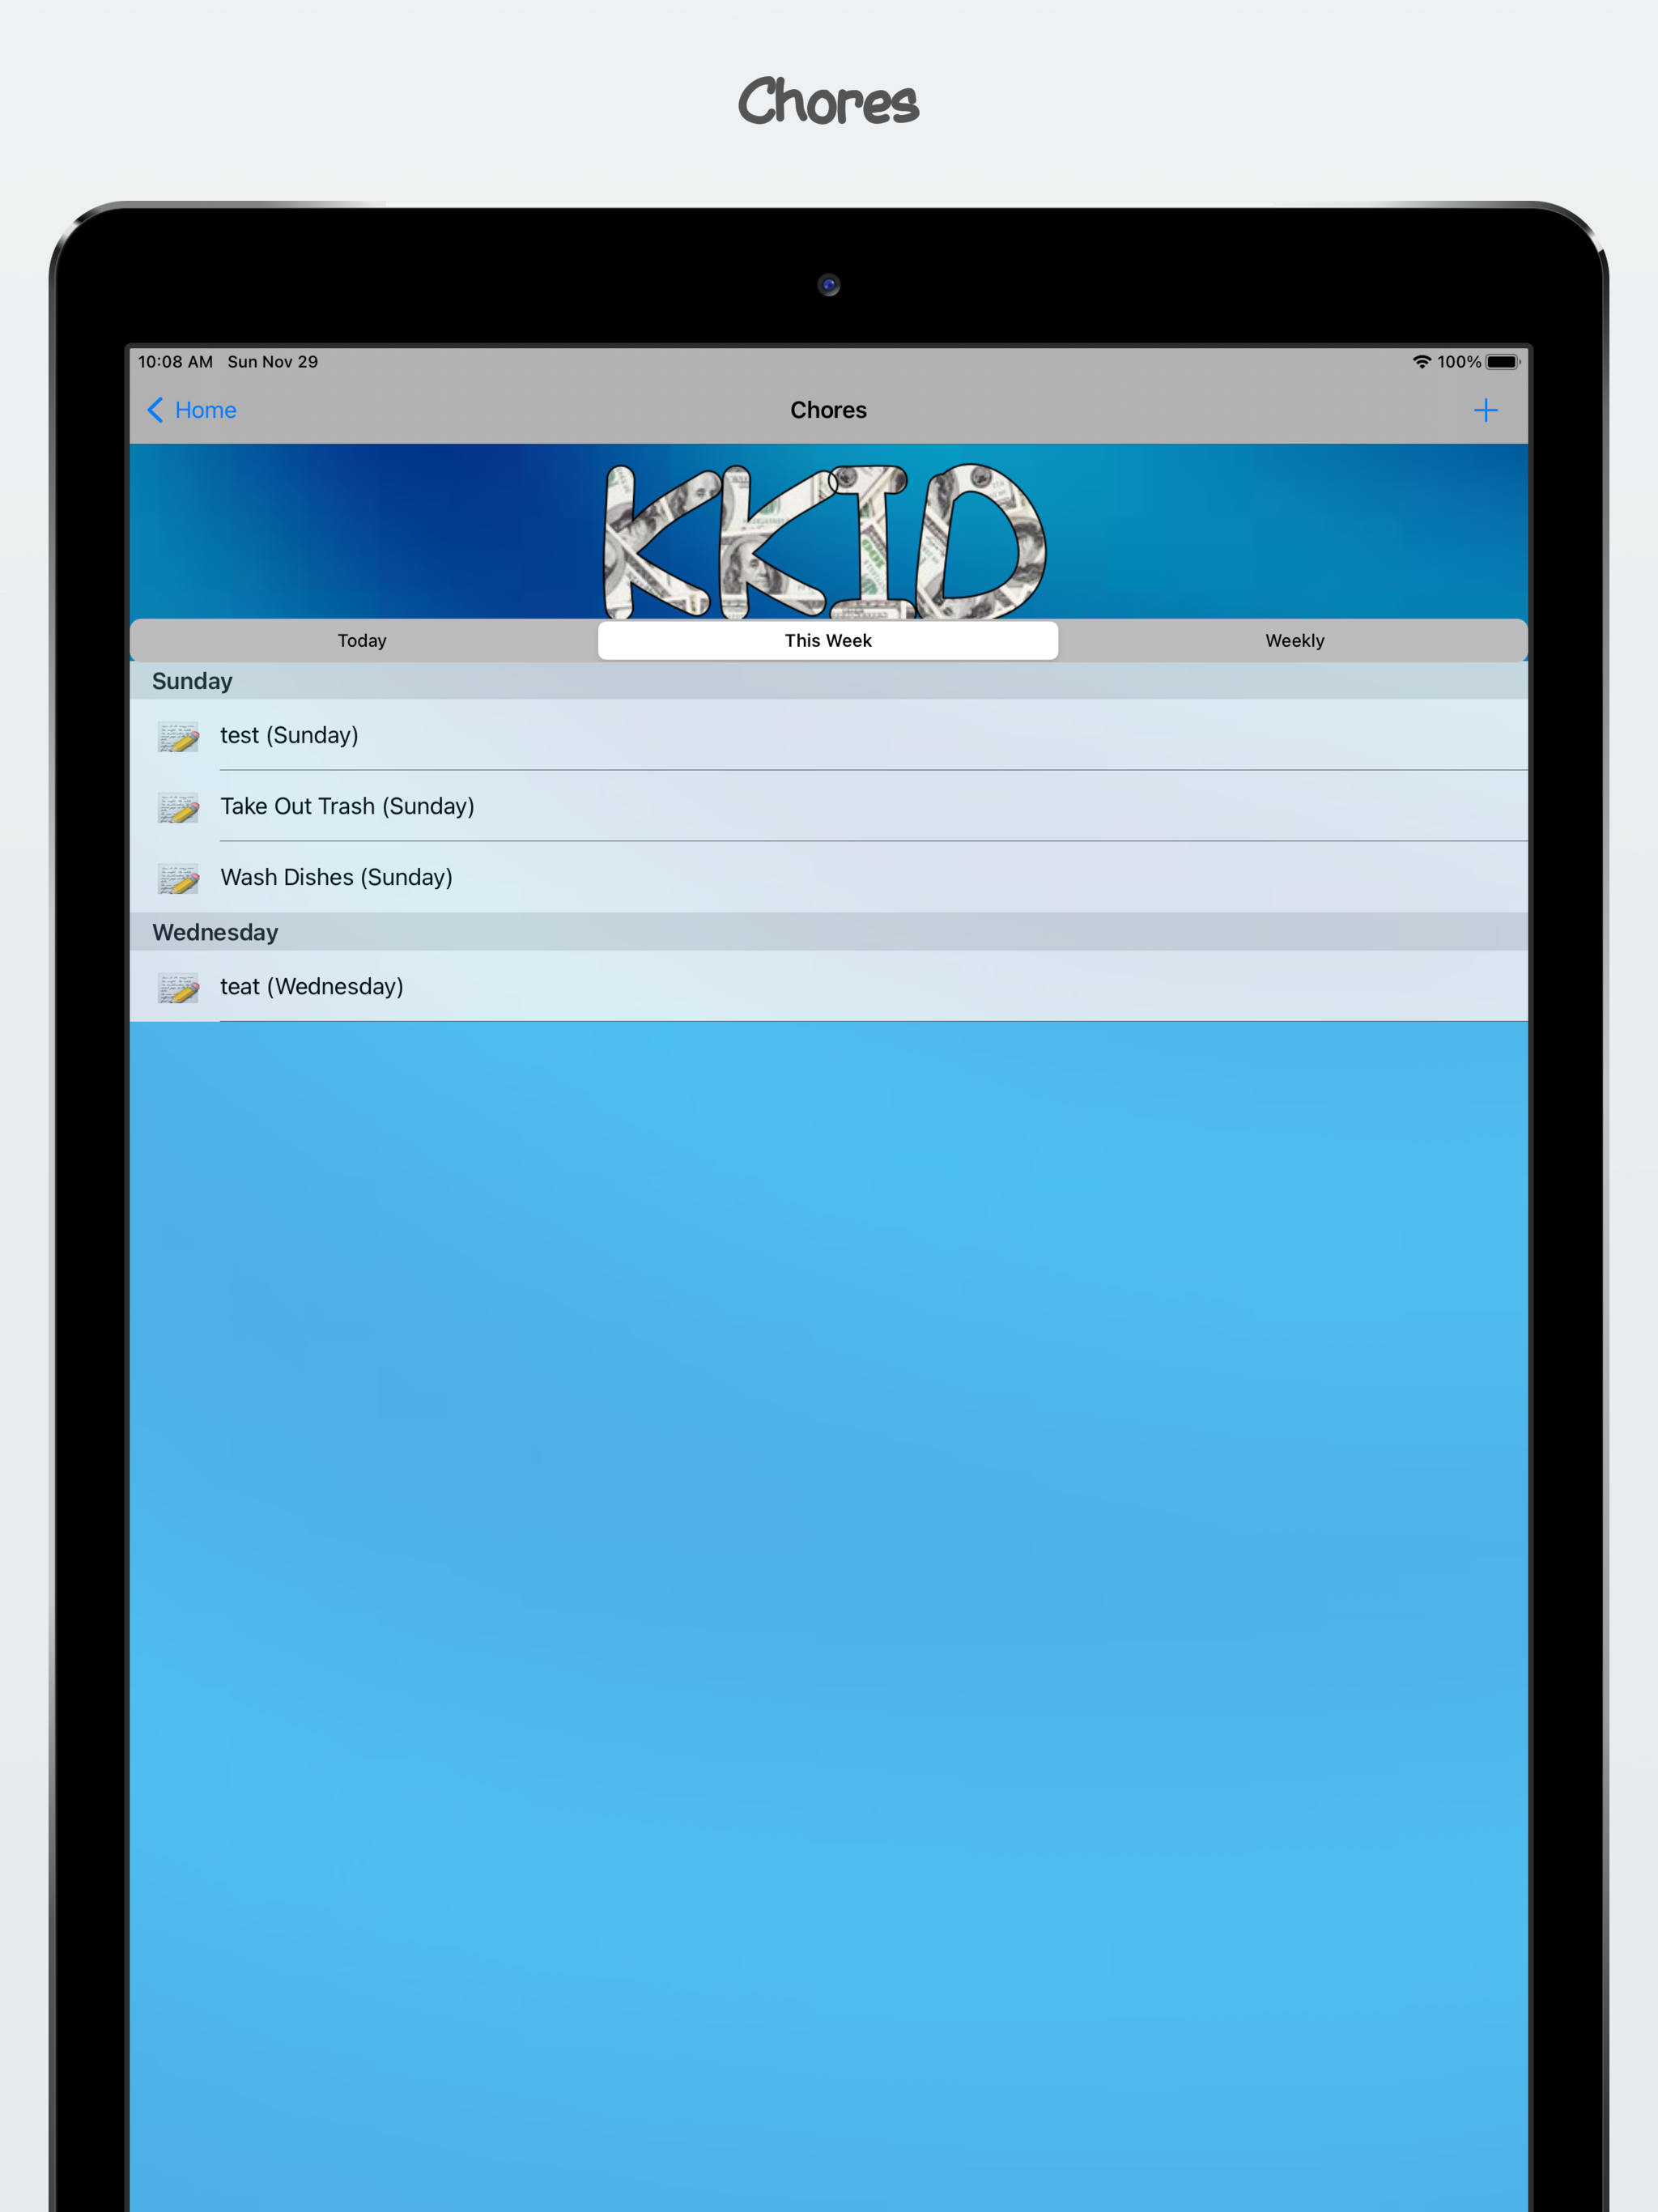 Chores
10:08 AM Sun Nov 29 100%
Home Chores
KKID
Today This Week Weekly
Sunday
test (Sunday)
Take Out Trash (Sunday)
Wash Dishes (Sunday)
Wednesday
teat (Wednesday)